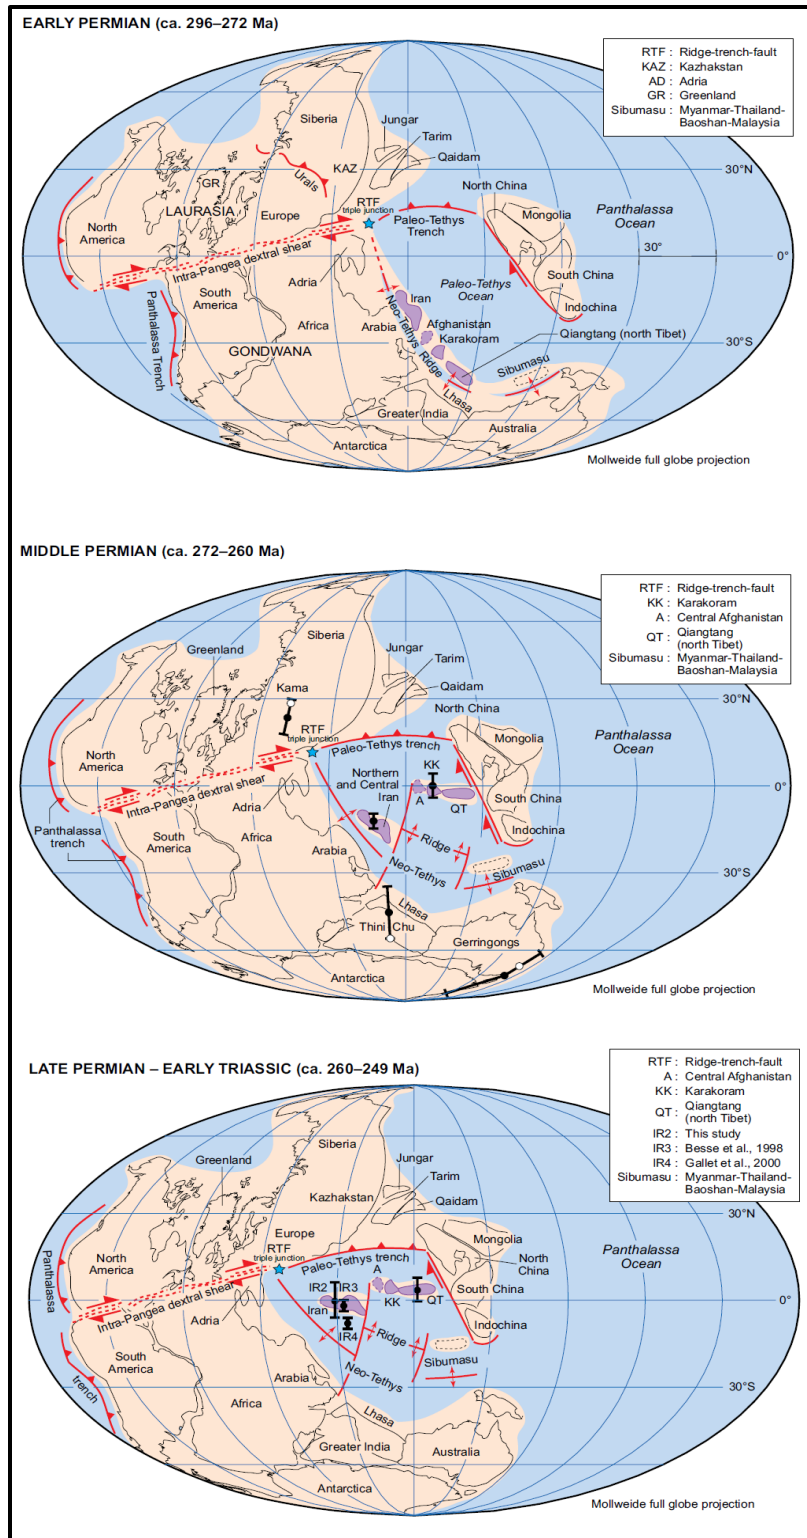 EARLY PERMIAN (ca. 296–272 Ma)
RTF : Ridge-trench-fault
KAZ : Kazhakstan
AD : Adria
GR : Greenland
Sibumasu : Myanmar-Thailand-
Baoshan-Malaysia
Siberia
Jungar
Tarim
Qaidam
KAZ
Urals
GR
30°N
North China
RTF
triple junction
LAURASIA
Europe
North
America
Paleo-Tethys
Trench
Mongolia
Panthalassa
Ocean
30°
0°
Intra-Pangea dextral shear
Adria
South
America
Paleo-Tethys
Ocean
South China
Iran
Indochina
Panthalassa Trench
Africa
Arabia
Neo-Tethys Ridge
Afghanistan
Karakoram
Qiangtang (north Tibet)
30°S
GONDWANA
Sibumasu
Lhasa
Greater India
Australia
Antarctica
Mollweide full globe projection
MIDDLE PERMIAN (ca. 272–260 Ma)
RTF : Ridge-trench-fault
KK : Karakoram
A : Central Afghanistan
QT : Qiangtang
(north Tibet)
Sibumasu : Myanmar-Thailand-
Baoshan-Malaysia
Siberia
Greenland
Jungar
Tarim
Kama
Qaidam
30°N
North China
RTF
triple junction
Paleo-Tethys trench
Mongolia
Panthalassa
Ocean
North
America
KK
Northern
and Central
Iran
A
QT
0°
Intra-Pangea dextral shear
Adria
South China
Panthalassa
trench
South
America
Africa
Indochina
Ridge
Arabia
Neo-Tethys
Sibumasu
30°S
Lhasa
Thini Chu
Gerringongs
Antarctica
Mollweide full globe projection
LATE PERMIAN – EARLY TRIASSIC (ca. 260–249 Ma)
RTF : Ridge-trench-fault
A : Central Afghanistan
KK : Karakoram
QT : Qiangtang
(north Tibet)
IR2 : This study
IR3 : Besse et al., 1998
IR4 : Gallet et al., 2000
Sibumasu : Myanmar-Thailand-
Baoshan-Malaysia
Siberia
Greenland
Jungar
Tarim
Kazhakstan
Qaidam
30°N
Europe
Mongolia
RTF
triple junction
Paleo-Tethys trench
North
China
Panthalassa
Ocean
North
America
Panthalassa
A
IR2
IR3
KK
QT
South China
0°
Iran
Intra-Pangea dextral shear
Adria
IR4
Indochina
Ridge
South
America
Sibumasu
Arabia
Neo-Tethys
30°S
trench
Africa
Lhasa
Greater India
Australia
Antarctica
Mollweide full globe projection